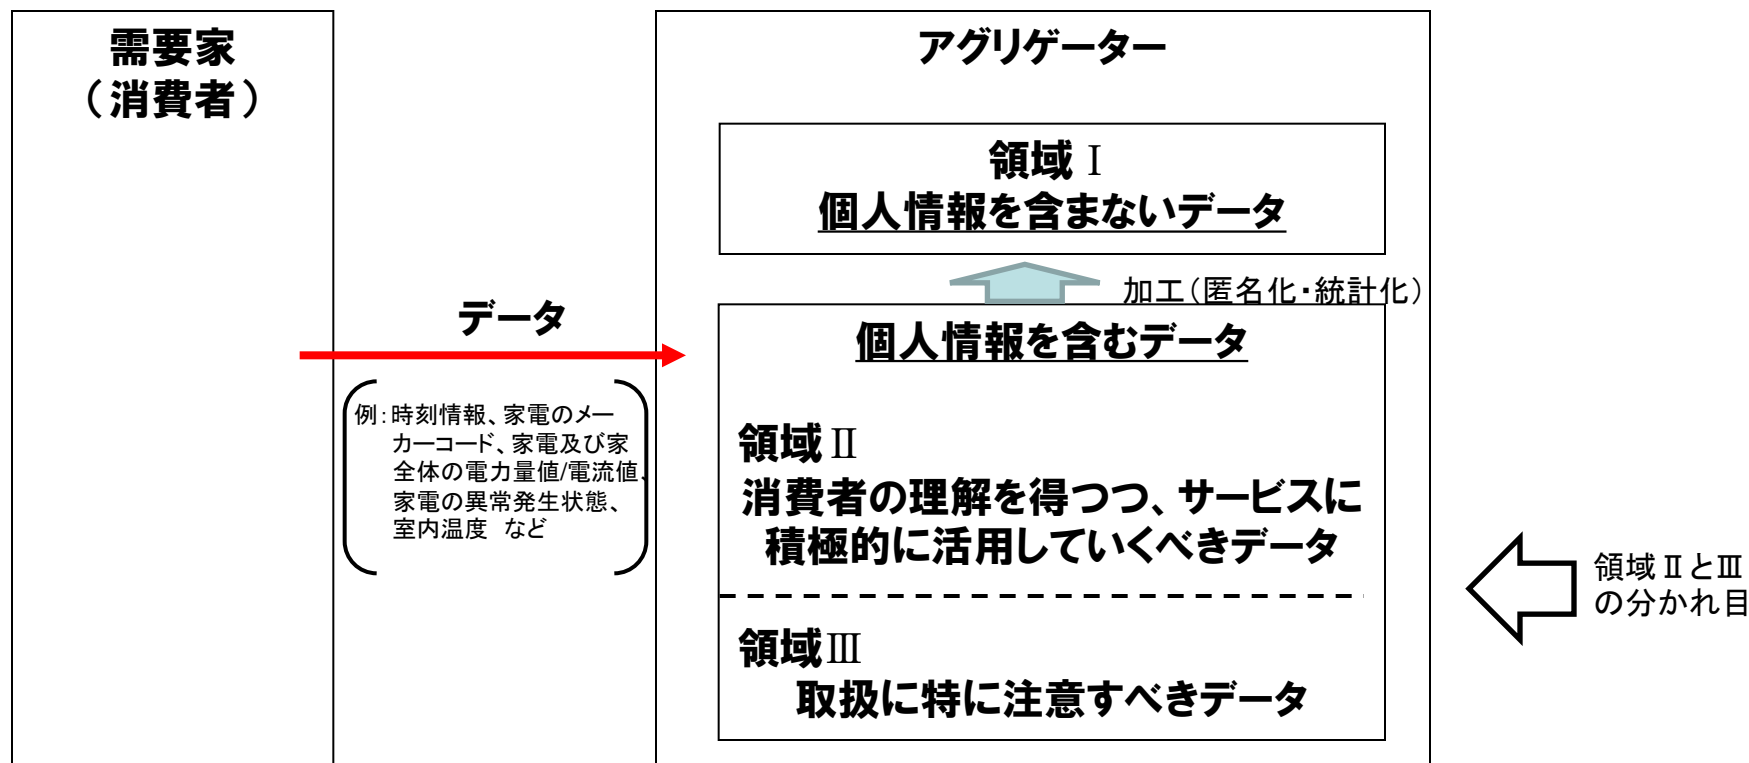 需要家
（消費者）
アグリゲーター
領域Ⅰ
個人情報を含まないデータ
加工（匿名化・統計化）
データ
個人情報を含むデータ
例：時刻情報、家電のメー
カーコード、家電及び家
全体の電力量値/電流値、
家電の異常発生状態、
室内温度　など
領域Ⅱ
消費者の理解を得つつ、サービスに
積極的に活用していくべきデータ
領域ⅡとⅢ
の分かれ目
領域Ⅲ
取扱に特に注意すべきデータ